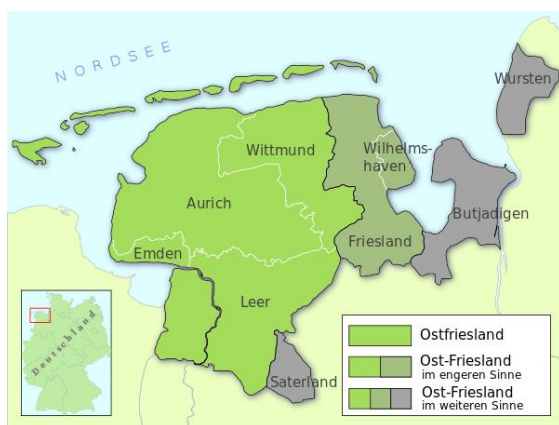 NORDSEE
Wursten
Wittmund
Wilhelms-
haven
Aurich
Butjadigen
Emden
Friesland
Leer
Saterland
Deutschland
Ostfriesland
Ost-Friesland
im engeren Sinne
Ost-Friesland
im weiteren Sinne